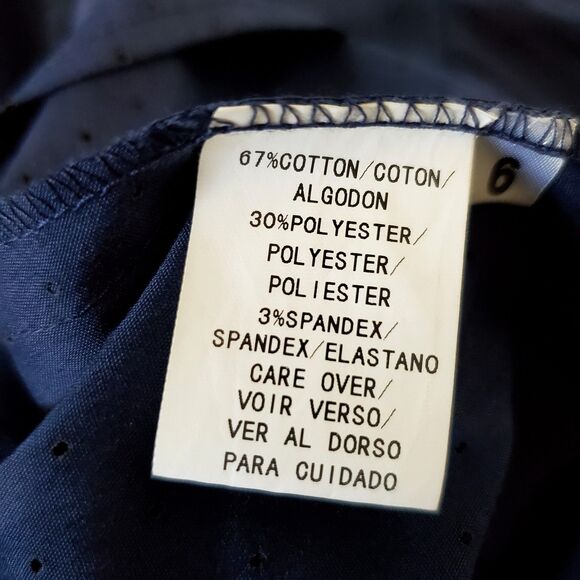 67%COTTON/COTON/
ALGODON
30%POLYESTER/
POLYESTER/
POLIESTER
3%SPANDEX/
SPANDEX/ELASTANO
CARE OVER/
VOIR VERSO/
VER AL DORSO
PARA CUIDADO
6